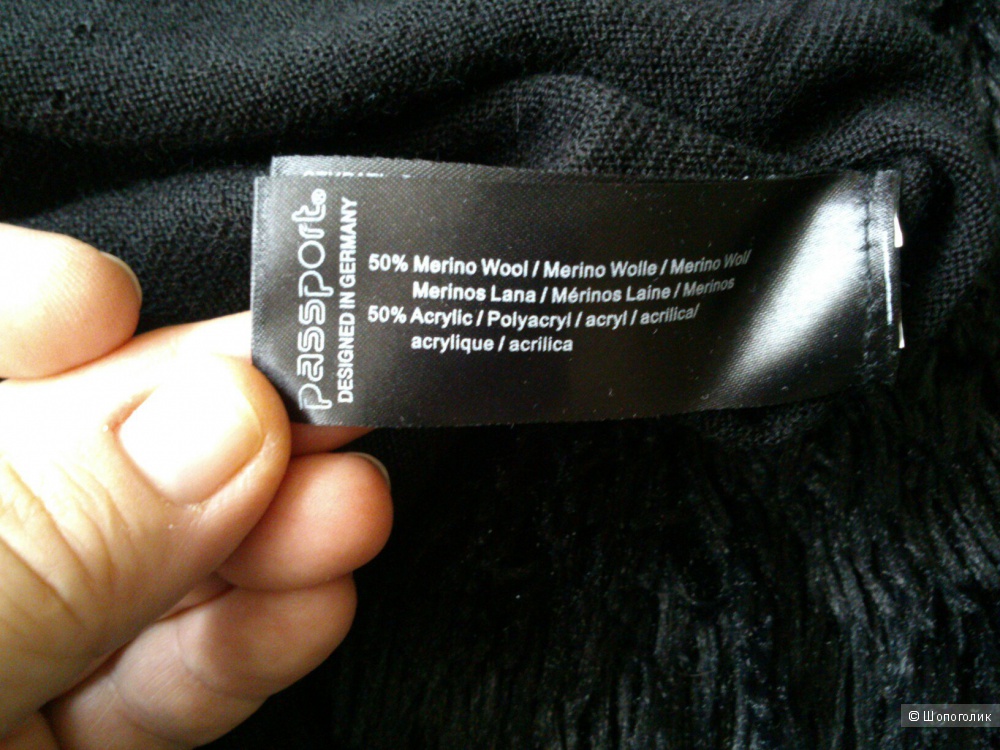 passport®
DESIGNED IN GERMANY
50% Merino Wool / Merino Wolle / Merino Wol/
Merinos Lana / Mérinos Laine / Merinos
50% Acrylic / Polyacryl / acryl / acrilica/
acrylique / acrilica
© Шопоголик